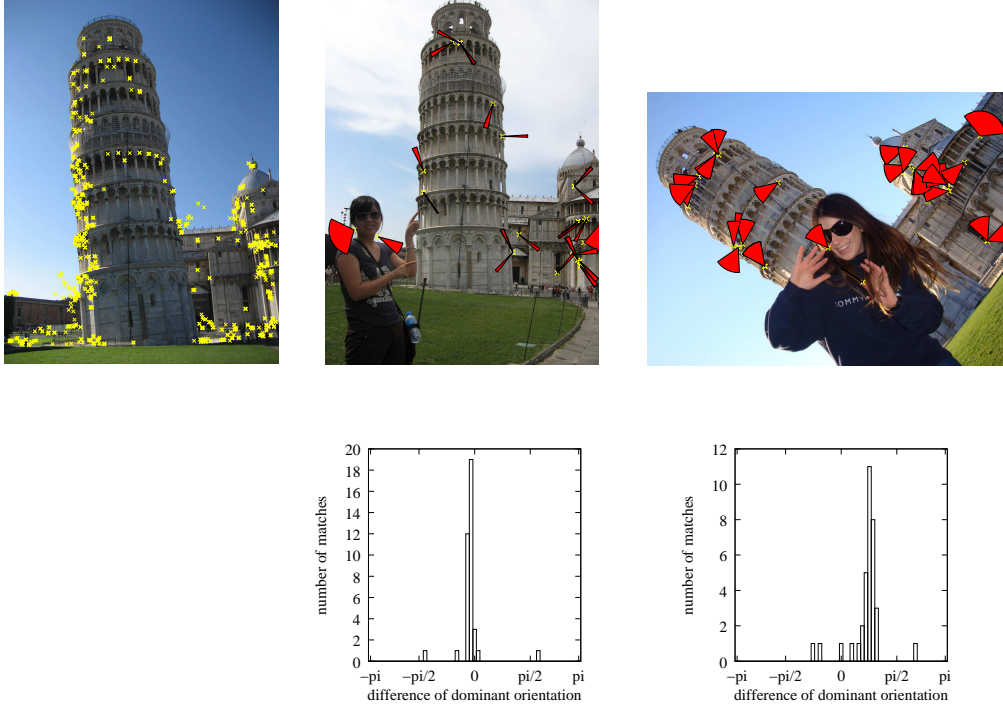 TOMMY
20
18
16
14
12
10
8
6
4
2
0
number of matches
−pi
−pi/2
0
pi/2
pi
difference of dominant orientation
12
10
8
6
4
2
0
number of matches
−pi
−pi/2
0
pi/2
pi
difference of dominant orientation